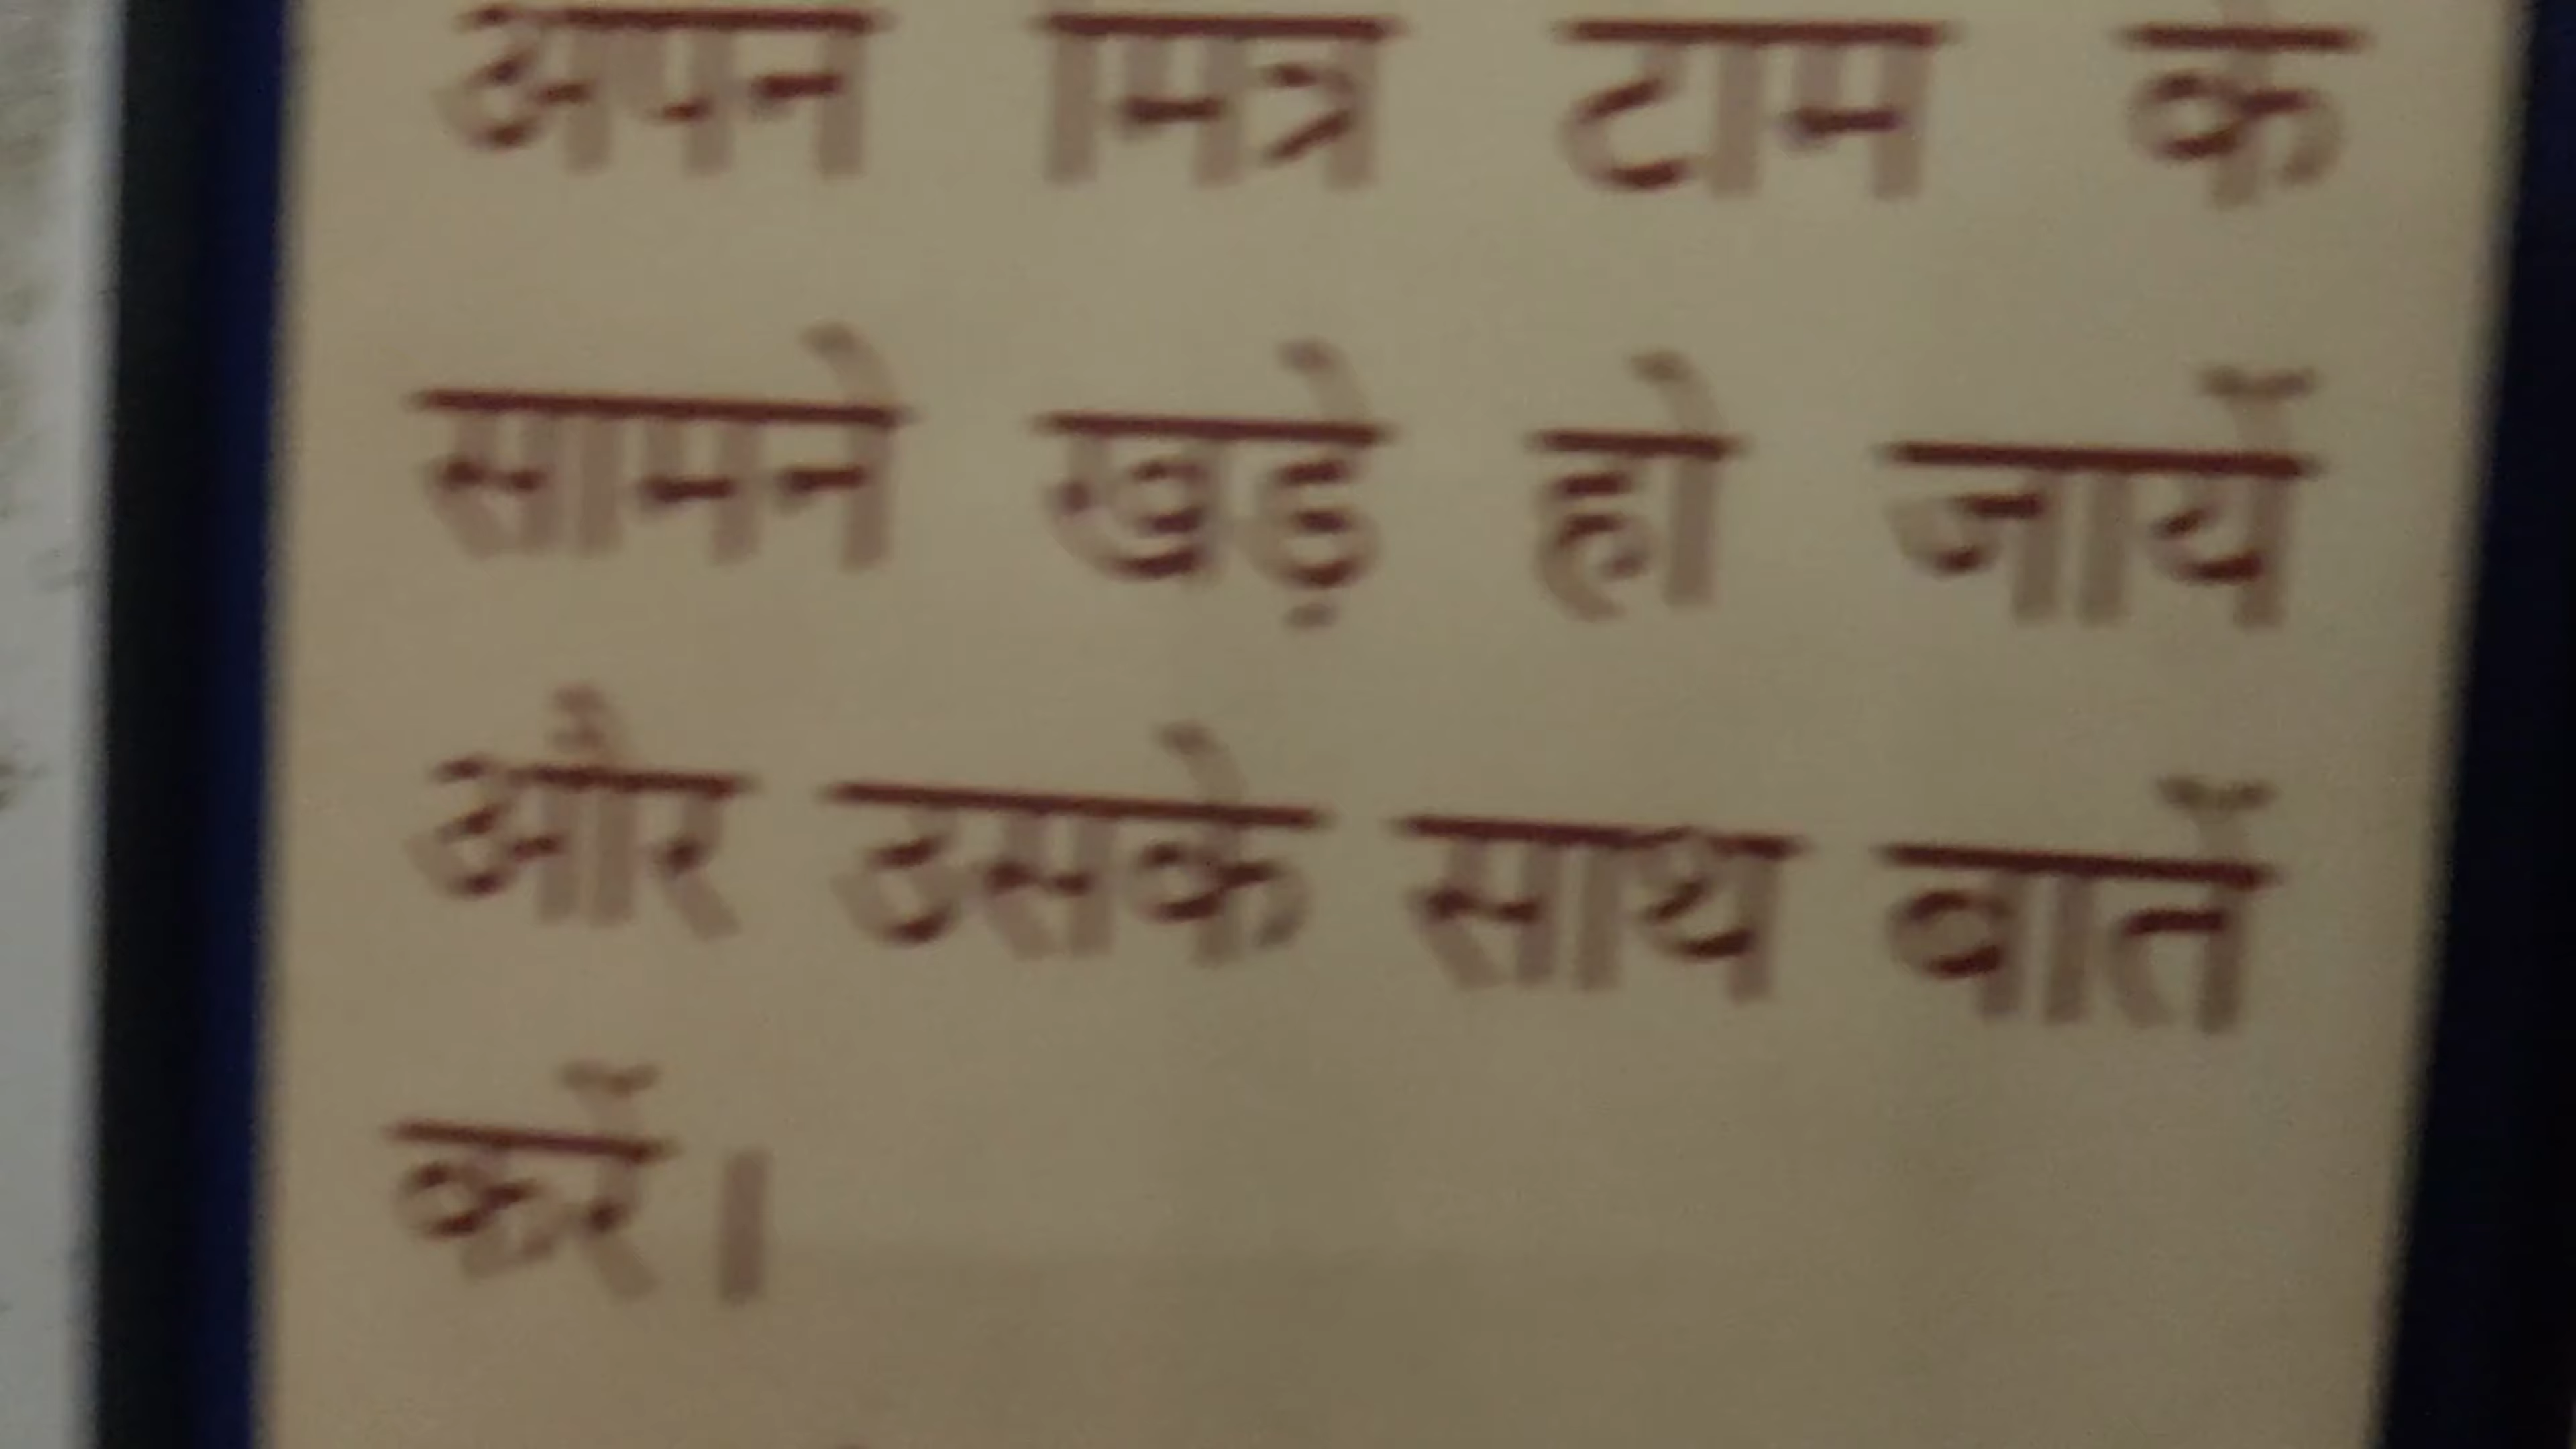 अपने मित्र टाम के
सामने खड़े हो जायें
और उसके साथ बातें
करें।